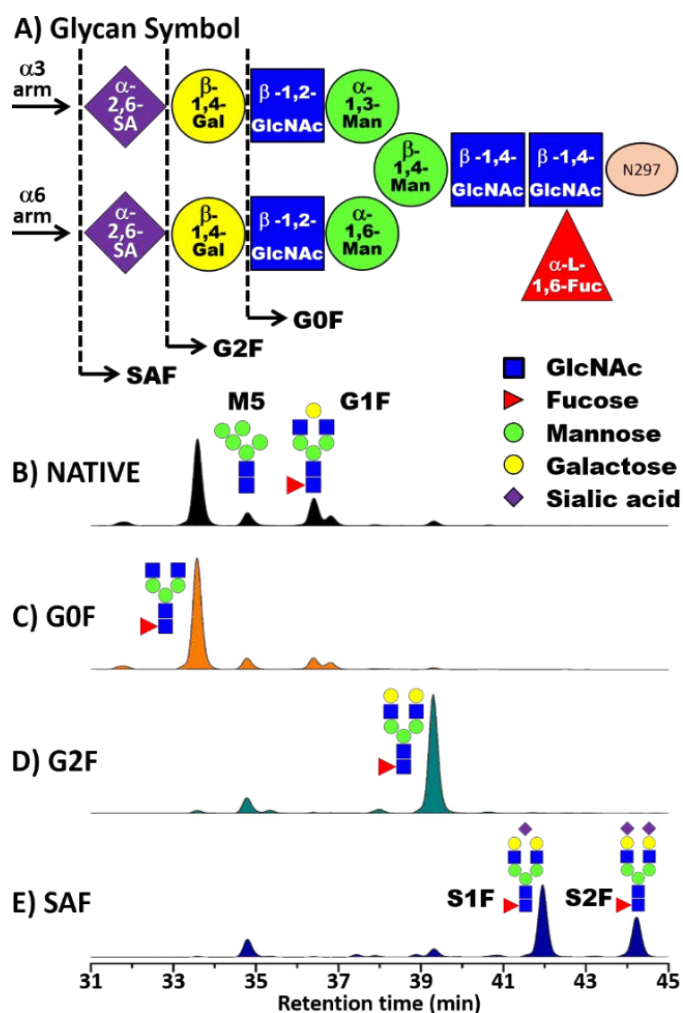 A) Glycan Symbol
α3
arm
α-
2,6-
SA
β-
1,4-
Gal
β -1,2-
GlcNAc
α-
1,3-
Man
β-
1,4-
Man
β -1,4-
GlcNAc
β -1,4-
GlcNAc
N297
α6
arm
α-
2,6-
SA
β-
1,4-
Gal
β -1,2-
GlcNAc
α-
1,6-
Man
α-L-
1,6-Fuc
G0F
G2F
SAF
GlcNAc
Fucose
Mannose
Galactose
Sialic acid
M5
G1F
B) NATIVE
C) G0F
D) G2F
E) SAF
S1F
S2F
31 33 35 37 39 41 43 45
Retention time (min)